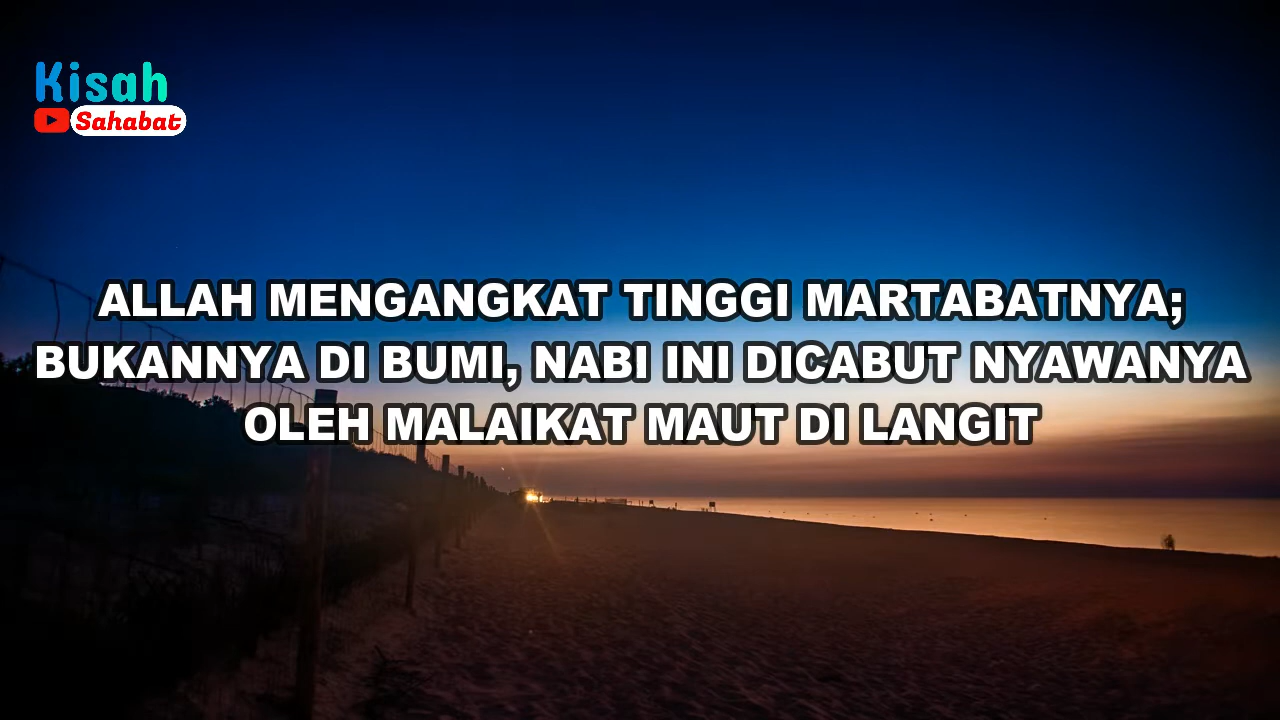 Kisah
Sahabat
ALLAH MENGANGKAT TINGGI MARTABATNYA;
BUKANNYA DI BUMI, NABI INI DICABUT NYAWANYA
OLEH MALAIKAT MAUT DI LANGIT